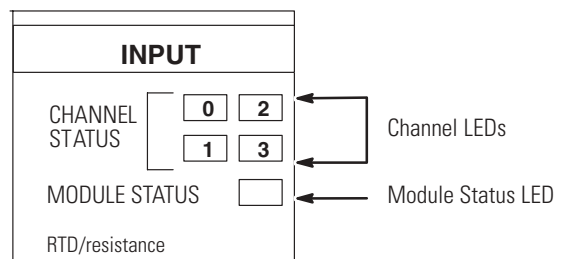 INPUT
CHANNEL STATUS
0 2
1 3
Channel LEDs
MODULE STATUS
Module Status LED
RTD/resistance